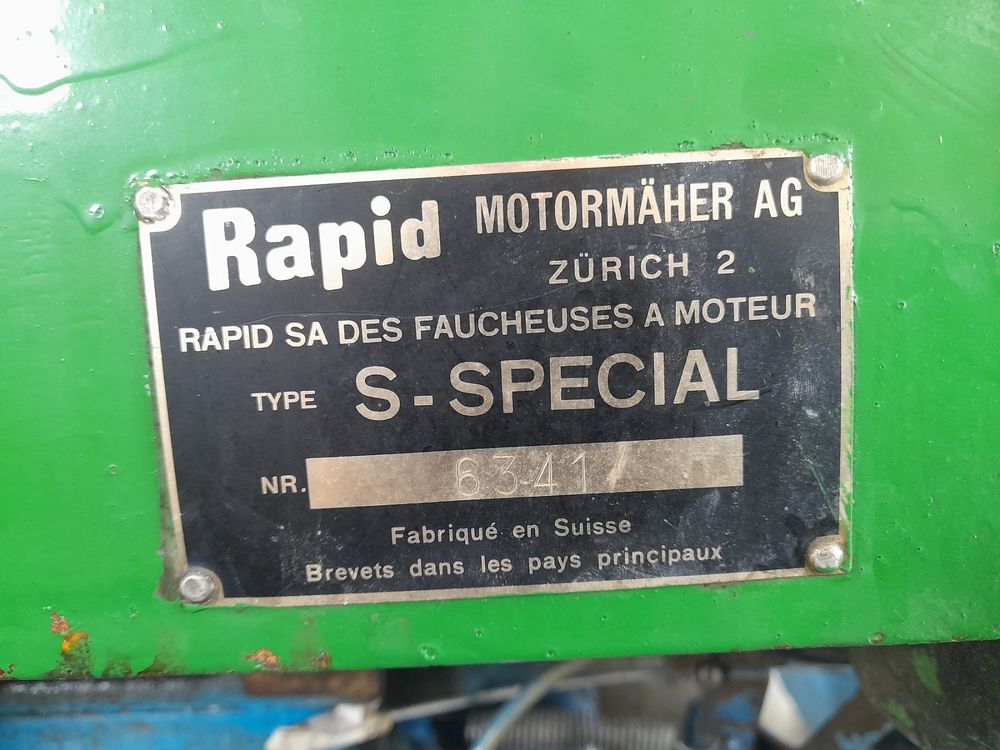 Rapid MOTORMÄHER AG
ZÜRICH 2
RAPID SA DES FAUCHEUSES A MOTEUR
TYPE S-SPECIAL
NR. 6341
Fabriqué en Suisse
Brevets dans les pays principaux